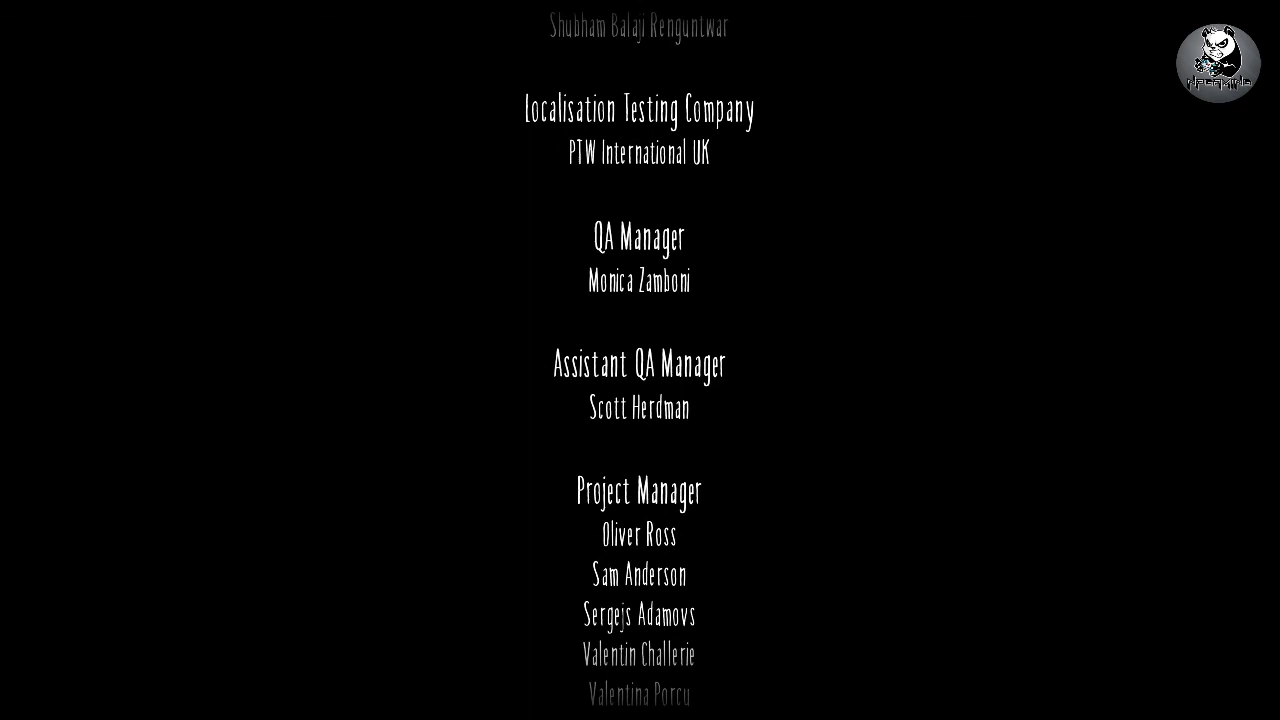 Shubham Balaji Renguntwar
Localisation Testing Company
PTW International UK
QA Manager
Monica Zamboni
Assistant QA Manager
Scott Herdman
Project Manager
Oliver Ross
Sam Anderson
Sergejs Adamovs
Valentin Challerie
Valentina Porcu